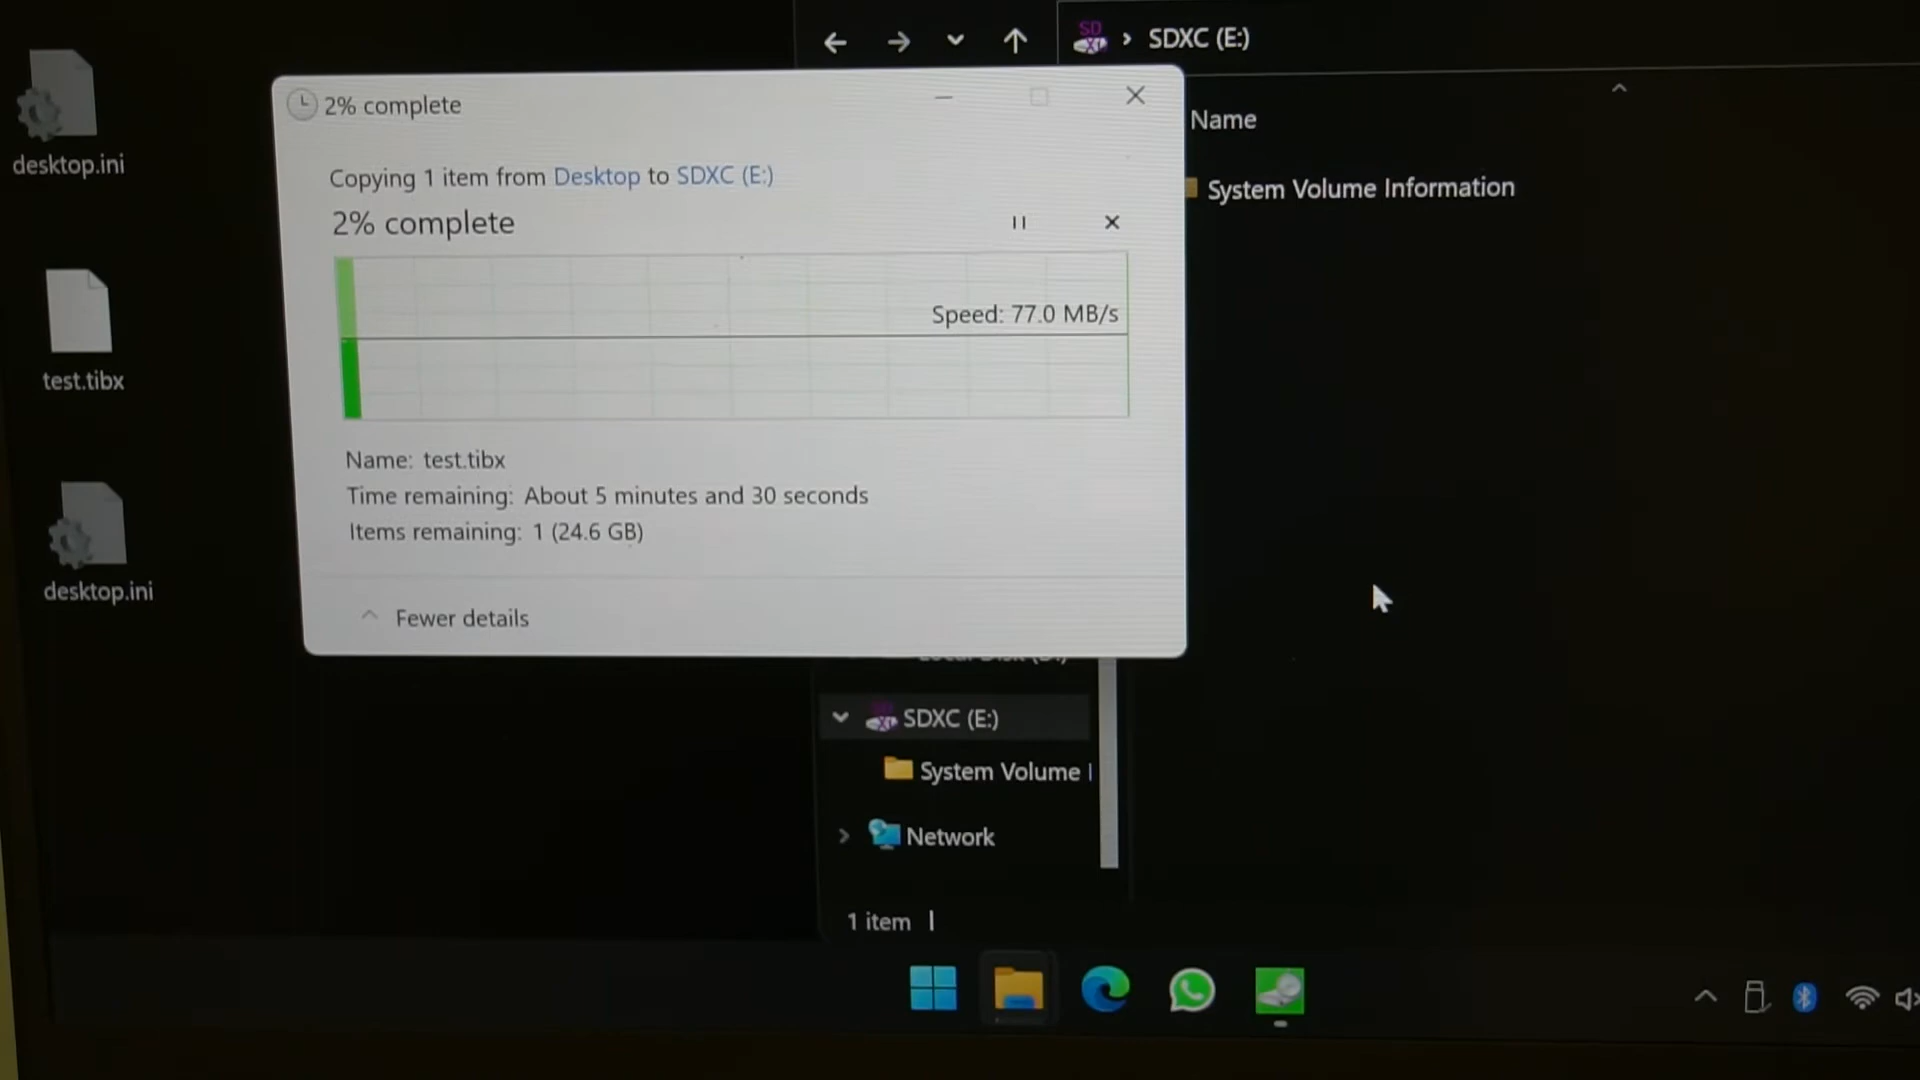 SDXC (E:)
desktop.ini
test.tibx
desktop.ini
2% complete
Copying 1 item from Desktop to SDXC (E:)
2% complete
Speed: 77.0 MB/s
Name: test.tibx
Time remaining: About 5 minutes and 30 seconds
Items remaining: 1 (24.6 GB)
Fewer details
Name
System Volume Information
SDXC (E:)
System Volume I
Network
1 item